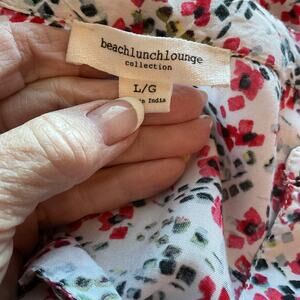 beachlunchlounge
collection
L/G
in India